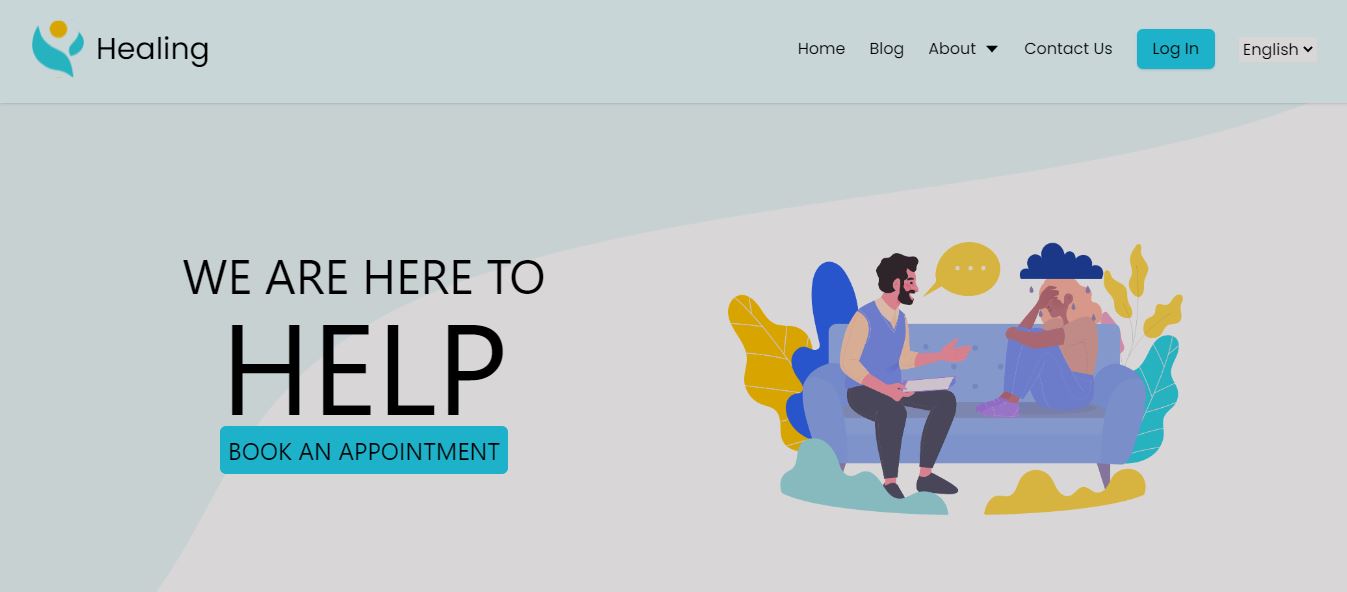 Healing
Home Blog About Contact Us Log In English
WE ARE HERE TO
HELP
BOOK AN APPOINTMENT